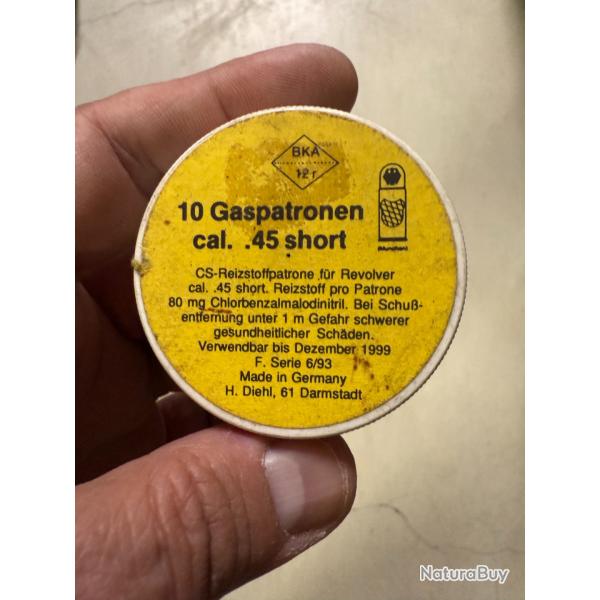 BKA
12 r
10 Gaspatronen
cal. .45 short
(München)
CS-Reizstoffpatrone für Revolver
cal. .45 short. Reizstoff pro Patrone
80 mg Chlorbenzalmalodinitril. Bei Schuß-
entfernung unter 1 m Gefahr schwerer
gesundheitlicher Schäden.
Verwendbar bis Dezember 1999
F. Serie 6/93
Made in Germany
H. Diehl, 61 Darmstadt
NaturaBuy